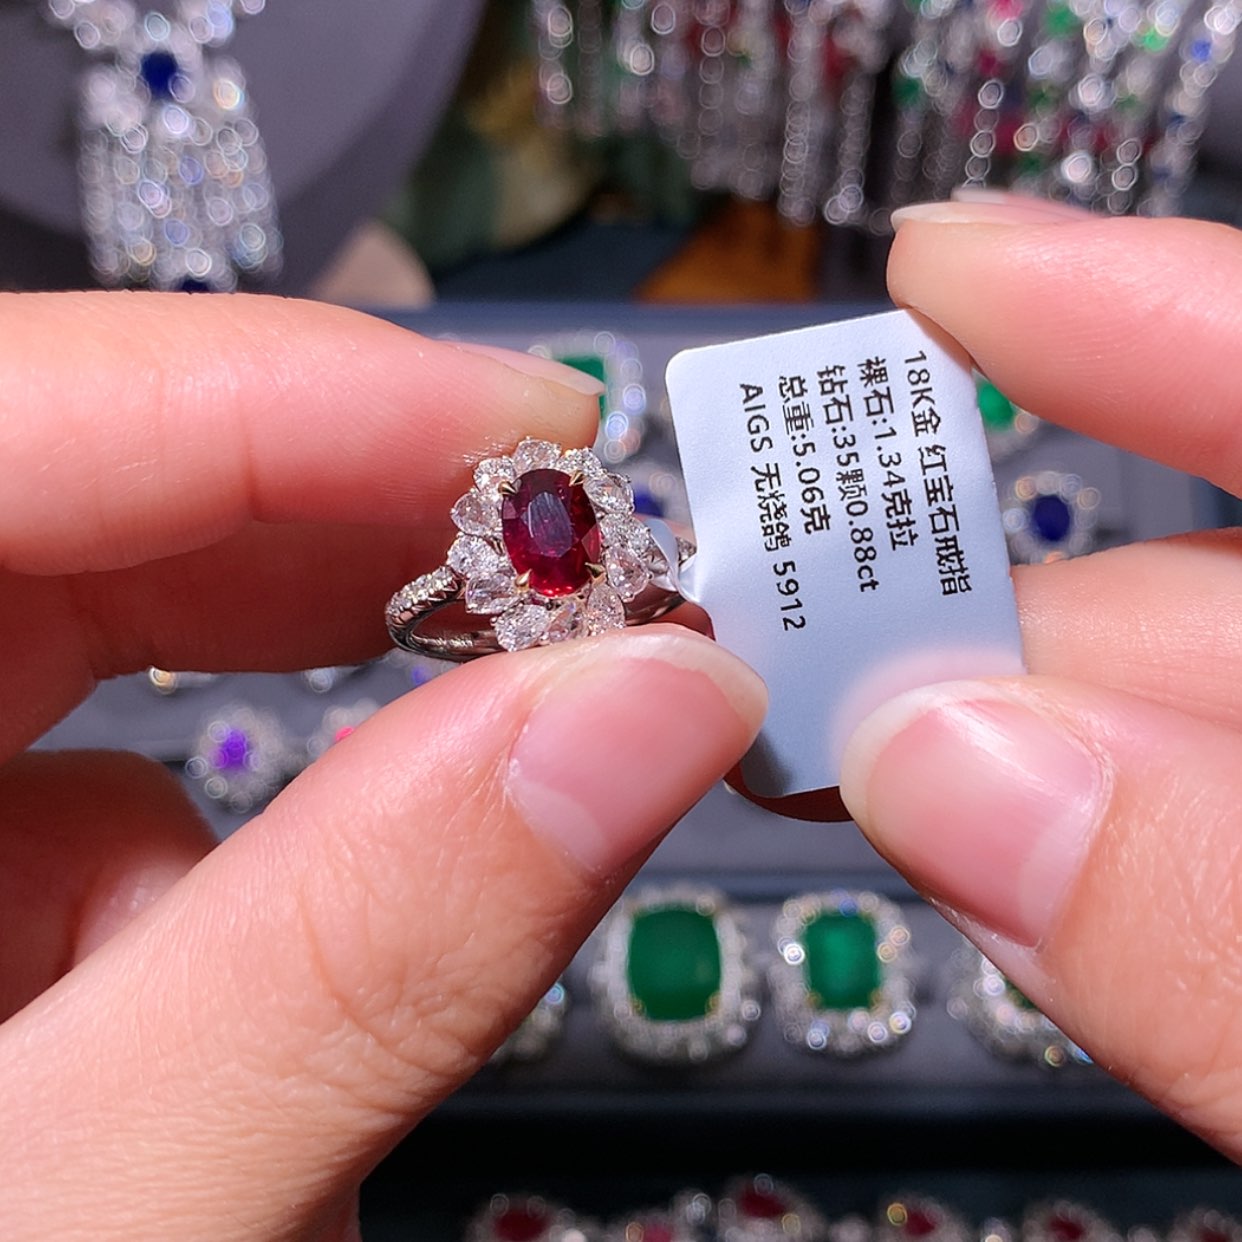 18K金 红宝石戒指
裸石:1.34克拉
钻石:35颗0.88ct
总重:5.06克
AIGS 无烧鸽 5912